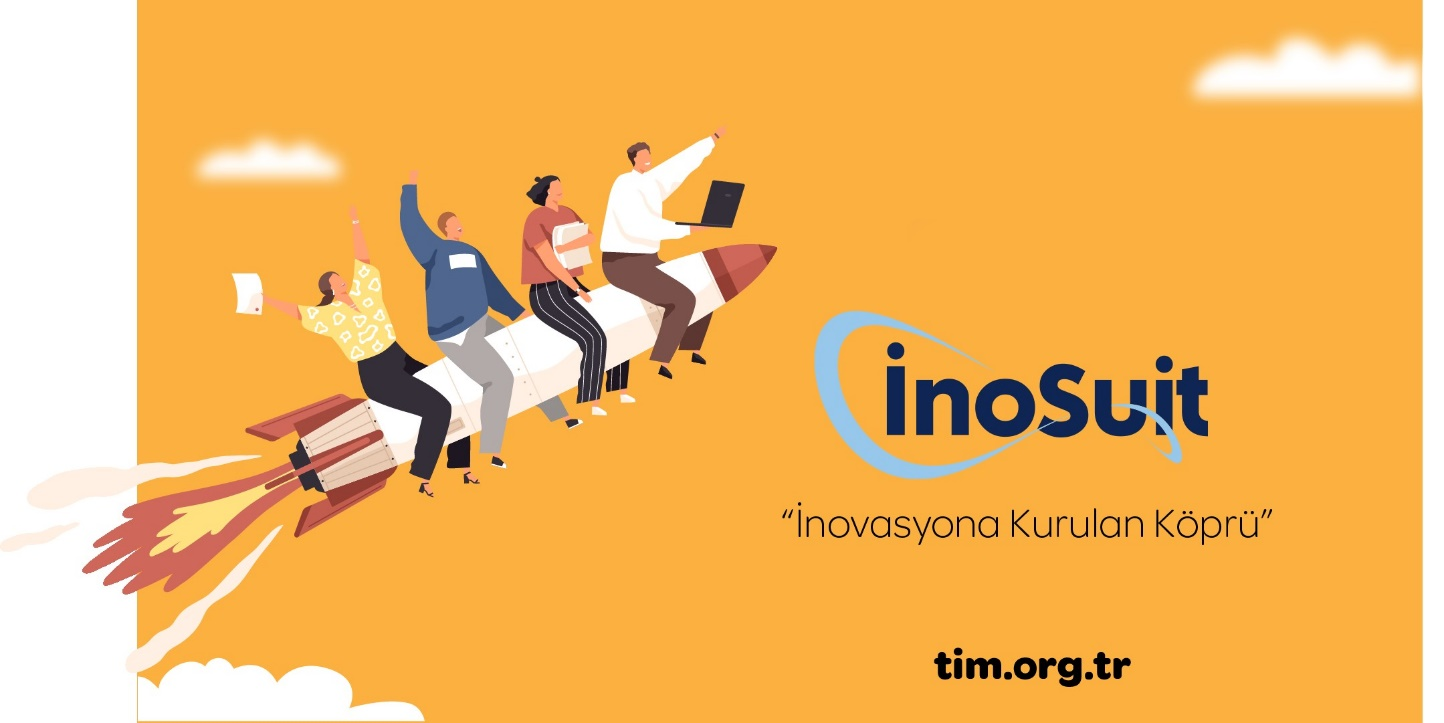 İnoSuit
“İnovasyona Kurulan Köprü”
tim.org.tr